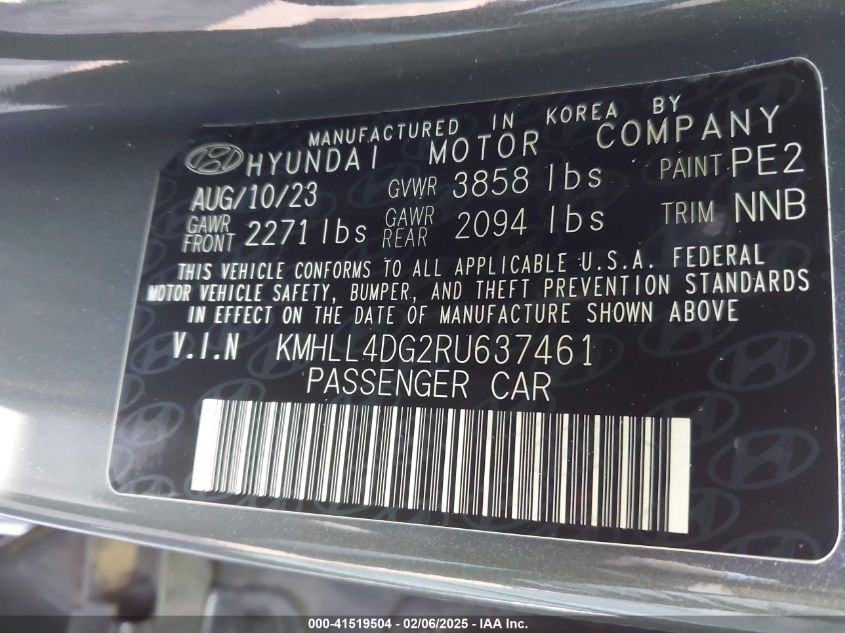 MANUFACTURED IN KOREA BY
HYUNDAI MOTOR COMPANY
AUG/10/23 GVWR 3858 lbs PAINT PE2
GAWR FRONT 2271 lbs GAWR REAR 2094 lbs TRIM NNB
THIS VEHICLE CONFORMS TO ALL APPLICABLE U.S.A. FEDERAL
MOTOR VEHICLE SAFETY, BUMPER, AND THEFT PREVENTION STANDARDS
IN EFFECT ON THE DATE OF MANUFACTURE SHOWN ABOVE
V.I.N KMHLL4DG2RU637461
PASSENGER CAR
000-41519504 - 02/06/2025 - © IAA Inc.